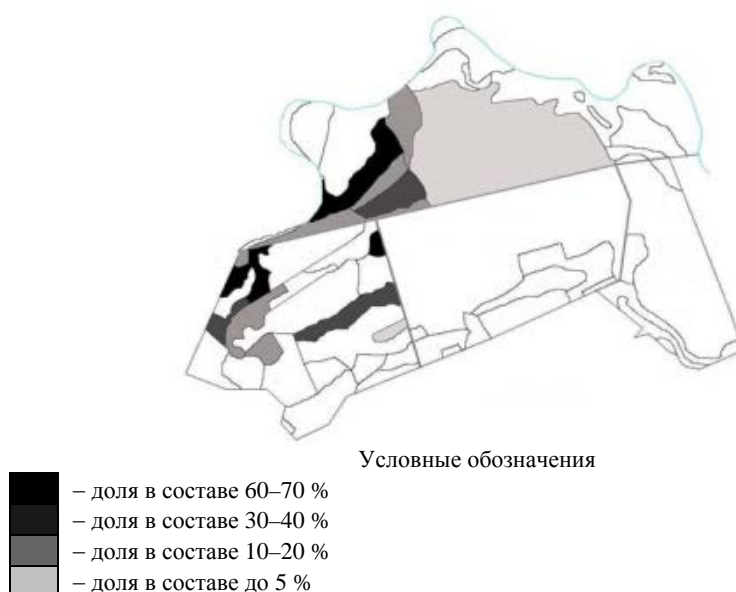 Условные обозначения
– доля в составе 60–70 %
– доля в составе 30–40 %
– доля в составе 10–20 %
– доля в составе до 5 %